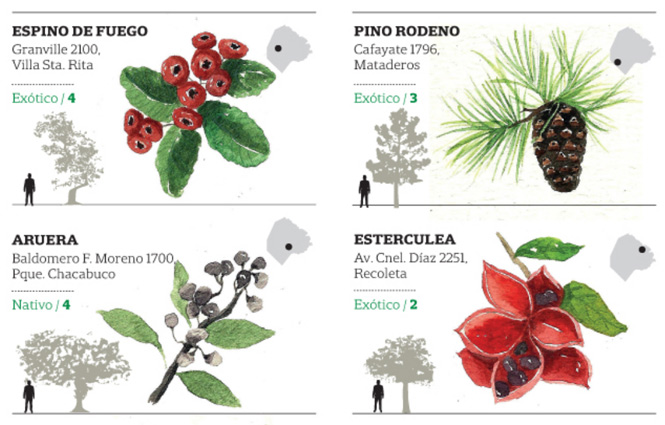 ESPINO DE FUEGO
Granville 2100,
Villa Sta. Rita
Exótico / 4
PINO RODENO
Cafayate 1796,
Mataderos
Exótico / 3
ARUERA
Baldomero F. Moreno 1700,
Pque. Chacabuco
Nativo / 4
ESTERCULEA
Av. Cnel. Díaz 2251,
Recoleta
Exótico / 2